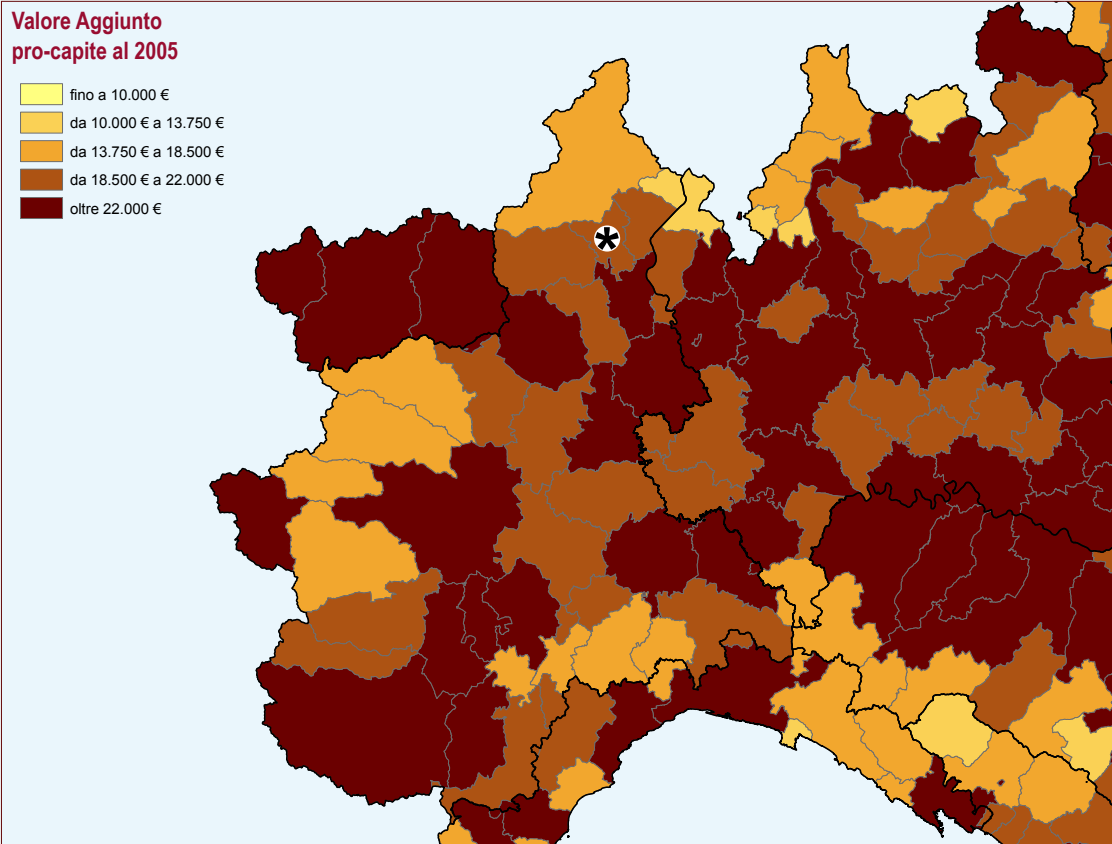 Valore Aggiunto
pro-capite al 2005
fino a 10.000 €
da 10.000 € a 13.750 €
da 13.750 € a 18.500 €
da 18.500 € a 22.000 €
oltre 22.000 €
*